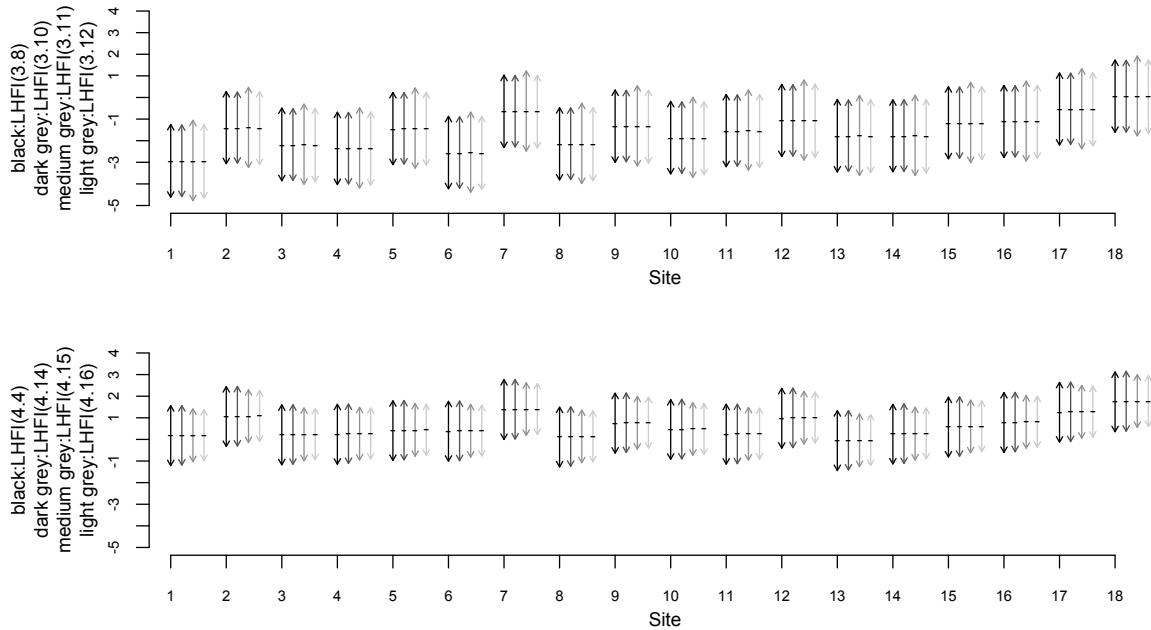 black:LHFI(3.8)
dark grey:LHFI(3.10)
medium grey:LHFI(3.11)
light grey:LHFI(3.12)
4
3
2
1
-1
-3
-5
1 2 3 4 5 6 7 8 9 10 11 12 13 14 15 16 17 18
Site
black:LHFI(4.4)
dark grey:LHFI(4.14)
medium grey:LHFI(4.15)
light grey:LHFI(4.16)
4
3
2
1
-1
-3
-5
1 2 3 4 5 6 7 8 9 10 11 12 13 14 15 16 17 18
Site